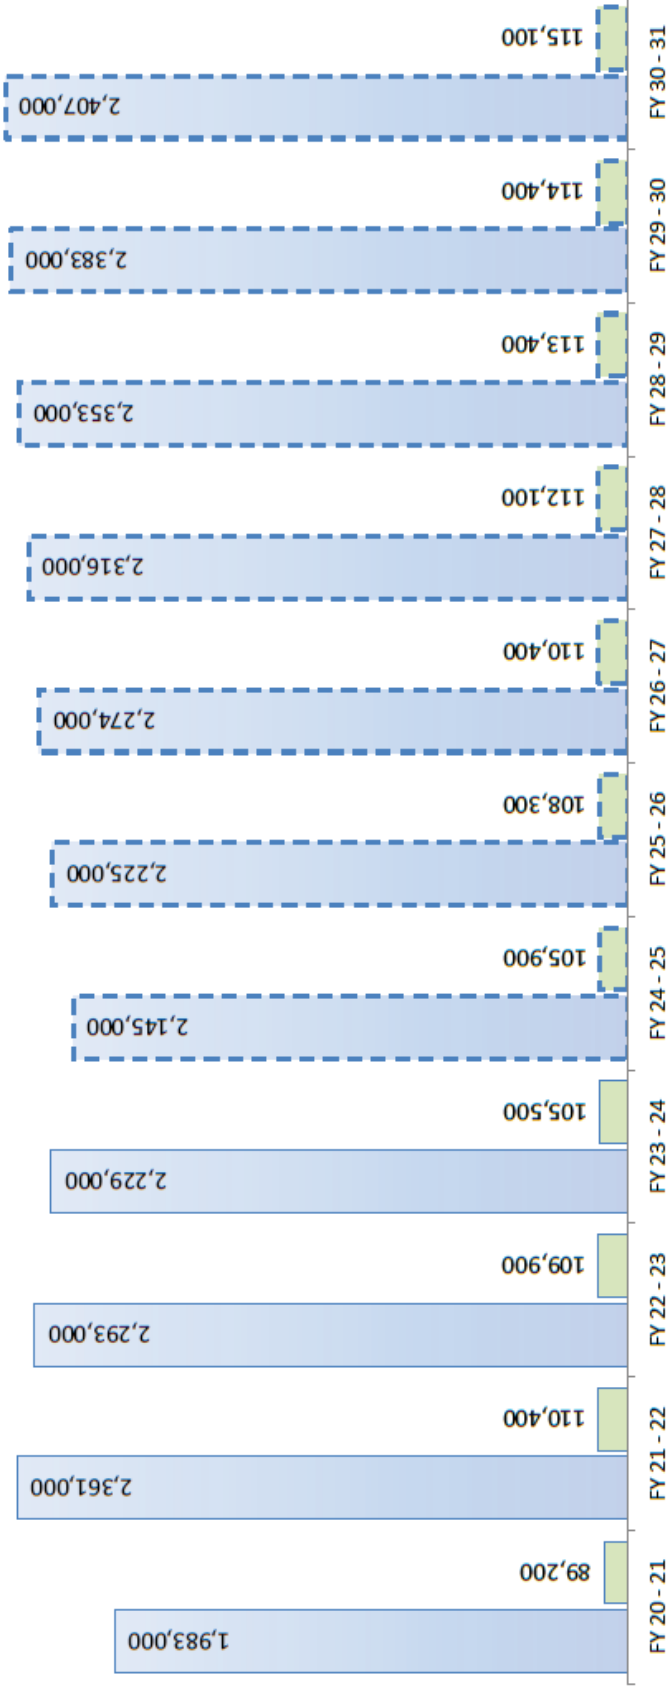 1,983,000
89,200
FY 20 - 21
2,361,000
110,400
FY 21 - 22
2,293,000
109,900
FY 22 - 23
2,229,000
105,500
FY 23 - 24
2,145,000
105,900
FY 24 - 25
2,225,000
108,300
FY 25 - 26
2,274,000
110,400
FY 26 - 27
2,316,000
112,100
FY 27 - 28
2,353,000
113,400
FY 28 - 29
2,383,000
114,400
FY 29 - 30
2,407,000
115,100
FY 30 - 31